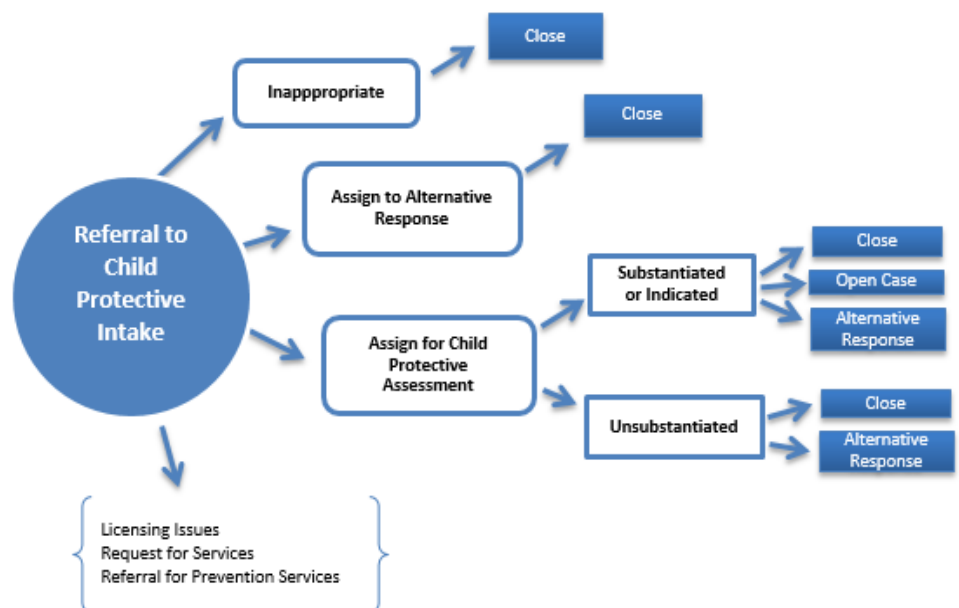 Close
Inapppropriate
Close
Assign to Alternative
Response
Referral to
Child
Protective
Intake
Substantiated
or Indicated
Close
Open Case
Alternative
Response
Assign for Child
Protective
Assessment
Unsubstantiated
Close
Alternative
Response
Licensing Issues
Request for Services
Referral for Prevention Services